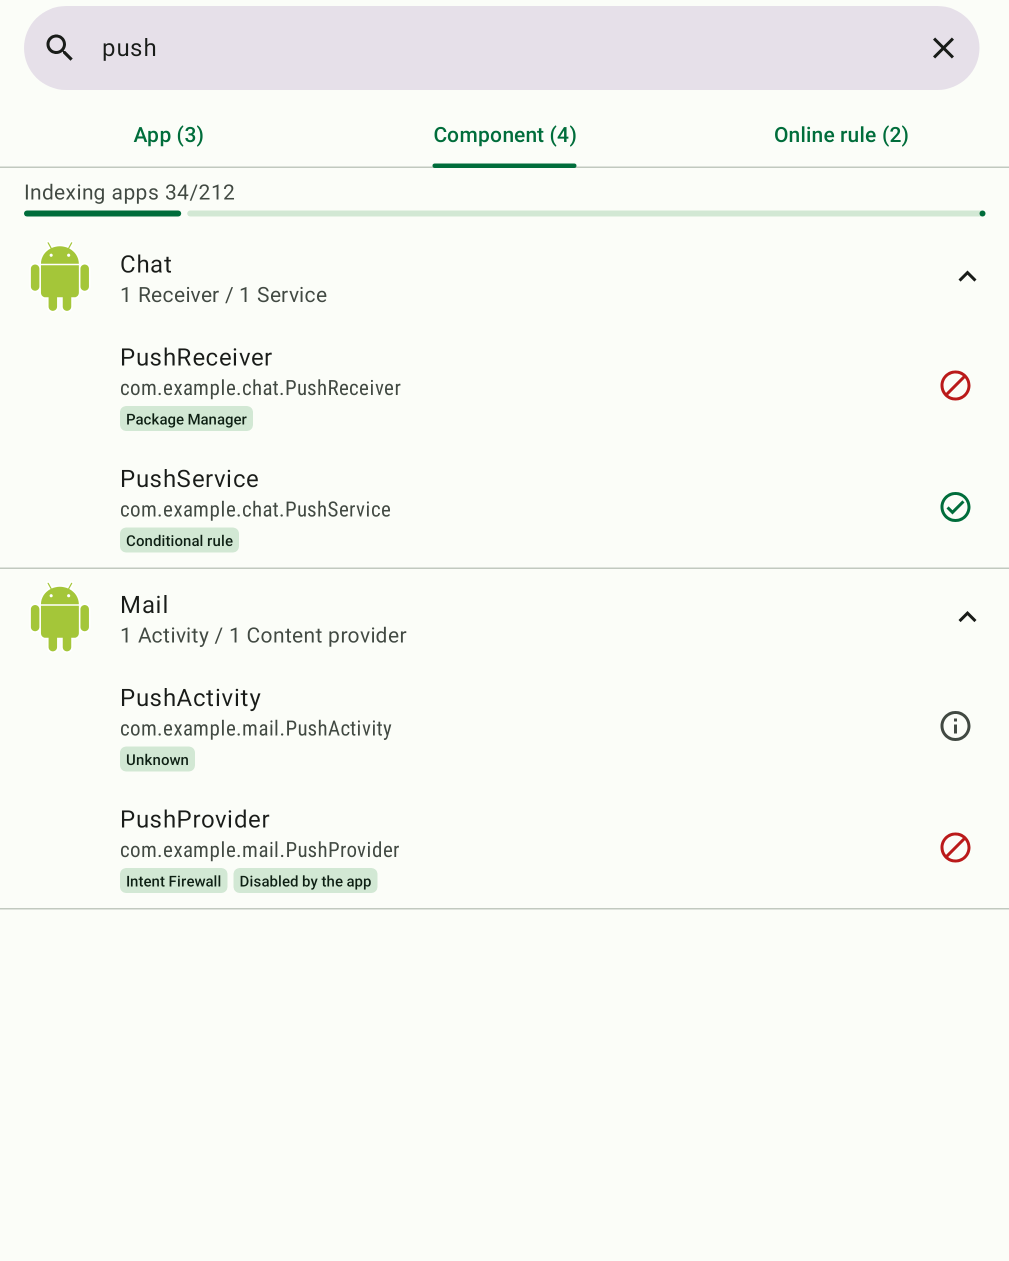 push
App (3) Component (4) Online rule (2)
Indexing apps 34/212
Chat
1 Receiver / 1 Service
PushReceiver
com.example.chat.PushReceiver
Package Manager
PushService
com.example.chat.PushService
Conditional rule
Mail
1 Activity / 1 Content provider
PushActivity
com.example.mail.PushActivity
Unknown
PushProvider
com.example.mail.PushProvider
Intent Firewall Disabled by the app